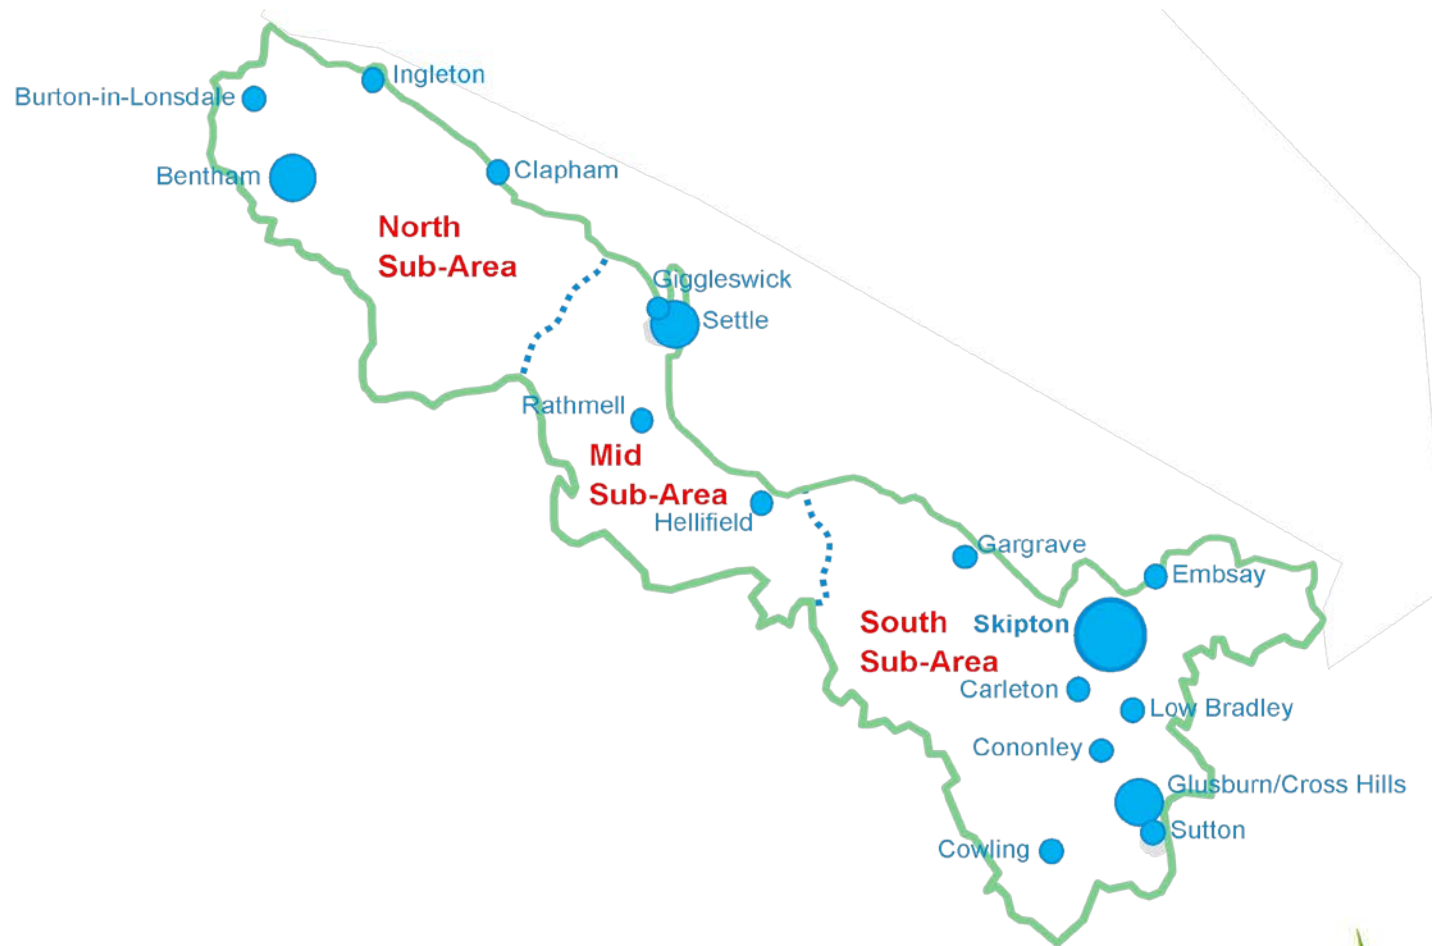 Ingleton
Burton-in-Lonsdale
Clapham
Bentham
North
Sub-Area
Giggleswick
Settle
Rathmell
Mid
Sub-Area
Hellifield
Gargrave
Embsay
South
Sub-Area
Skipton
Carleton
Low Bradley
Cononley
Glusburn/Cross Hills
Sutton
Cowling